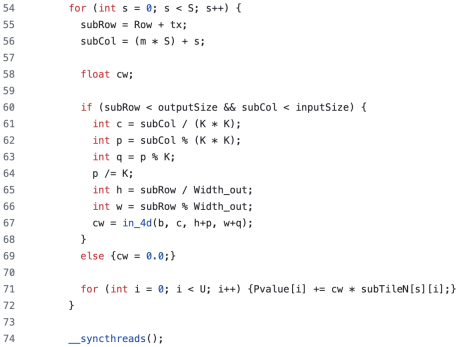 54 for (int s = 0; s < S; s++) {
55 subRow = Row + tx;
56 subCol = (m * S) + s;
57
58 float cw;
59
60 if (subRow < outputSize && subCol < inputSize) {
61 int c = subCol / (K * K);
62 int p = subCol % (K * K);
63 int q = p % K;
64 p /= K;
65 int h = subRow / Width_out;
66 int w = subRow % Width_out;
67 cw = in_4d(b, c, h+p, w+q);
68 }
69 else {cw = 0.0;}
70
71 for (int i = 0; i < U; i++) {Pvalue[i] += cw * subTileN[s][i];}
72 }
73
74 __syncthreads();